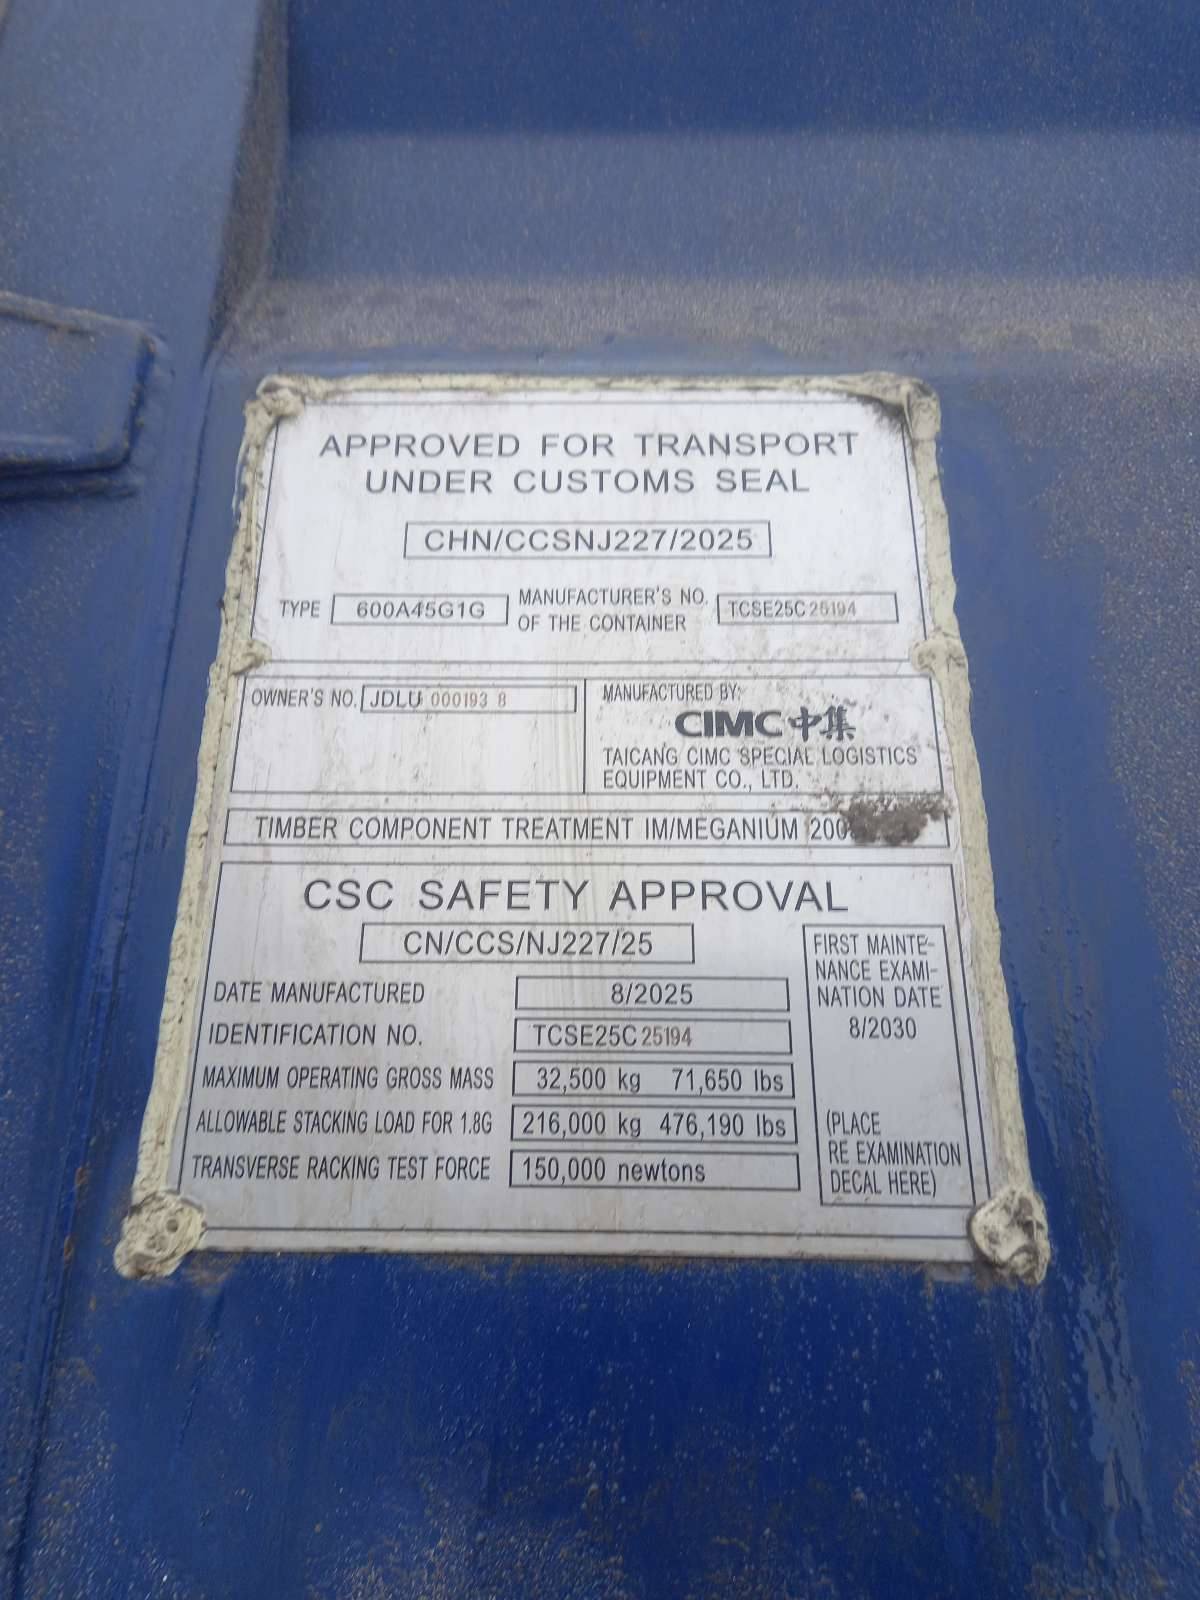 APPROVED FOR TRANSPORT
UNDER CUSTOMS SEAL
CHN/CCSNJ227/2025
TYPE 600A45G1G MANUFACTURER'S NO. OF THE CONTAINER TCSE25C 25194
OWNER'S NO. JDLU 000193 8
MANUFACTURED BY:
CIMC中集
TAICANG CIMC SPECIAL LOGISTICS
EQUIPMENT CO., LTD.
TIMBER COMPONENT TREATMENT IM/MEGANIUM
CSC SAFETY APPROVAL
CN/CCS/NJ227/25
DATE MANUFACTURED 8/2025
IDENTIFICATION NO. TCSE25C 25194
MAXIMUM OPERATING GROSS MASS 32,500 kg 71,650 lbs
ALLOWABLE STACKING LOAD FOR 1.8G 216,000 kg 476,190 lbs
TRANSVERSE RACKING TEST FORCE 150,000 newtons
FIRST MAINTE-
NANCE EXAMI-
NATION DATE
8/2030
(PLACE
RE EXAMINATION
DECAL HERE)